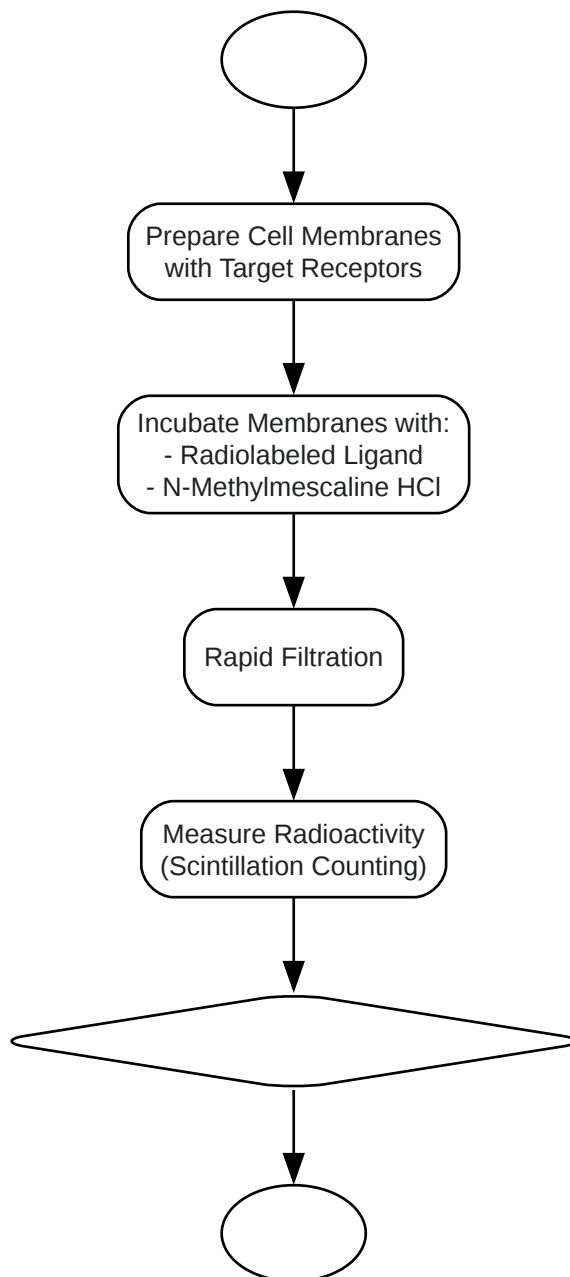 Prepare Cell Membranes
with Target Receptors
Incubate Membranes with:
- Radiolabeled Ligand
- N-Methylmescaline HCl
Rapid Filtration
Measure Radioactivity
(Scintillation Counting)